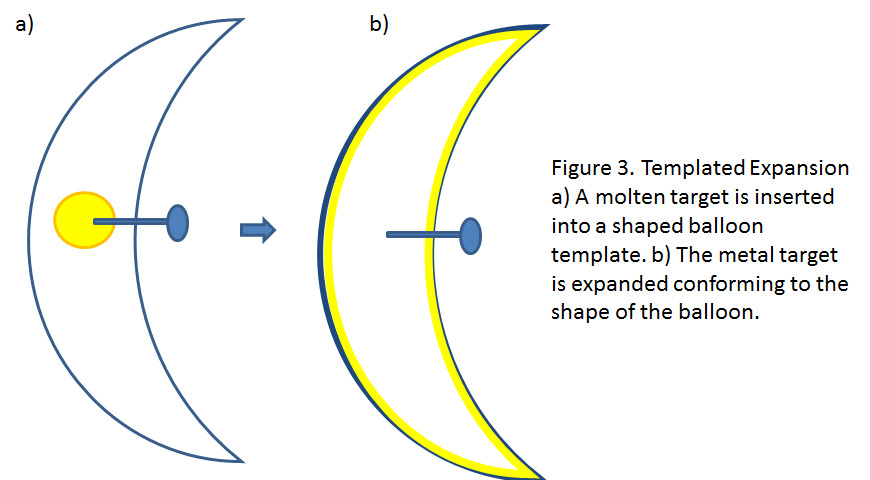 a)
b)
Figure 3. Templated Expansion
a) A molten target is inserted
into a shaped balloon
template. b) The metal target
is expanded conforming to the
shape of the balloon.